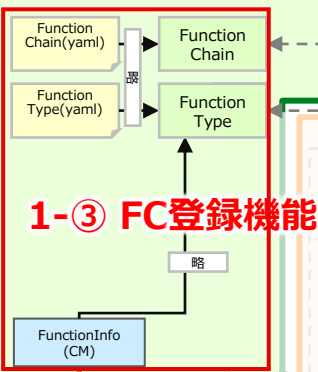 Function
Chain(yaml)
Function
Chain
略
Function
Type(yaml)
Function
Type
1-③ FC登録機能
略
FunctionInfo
(CM)